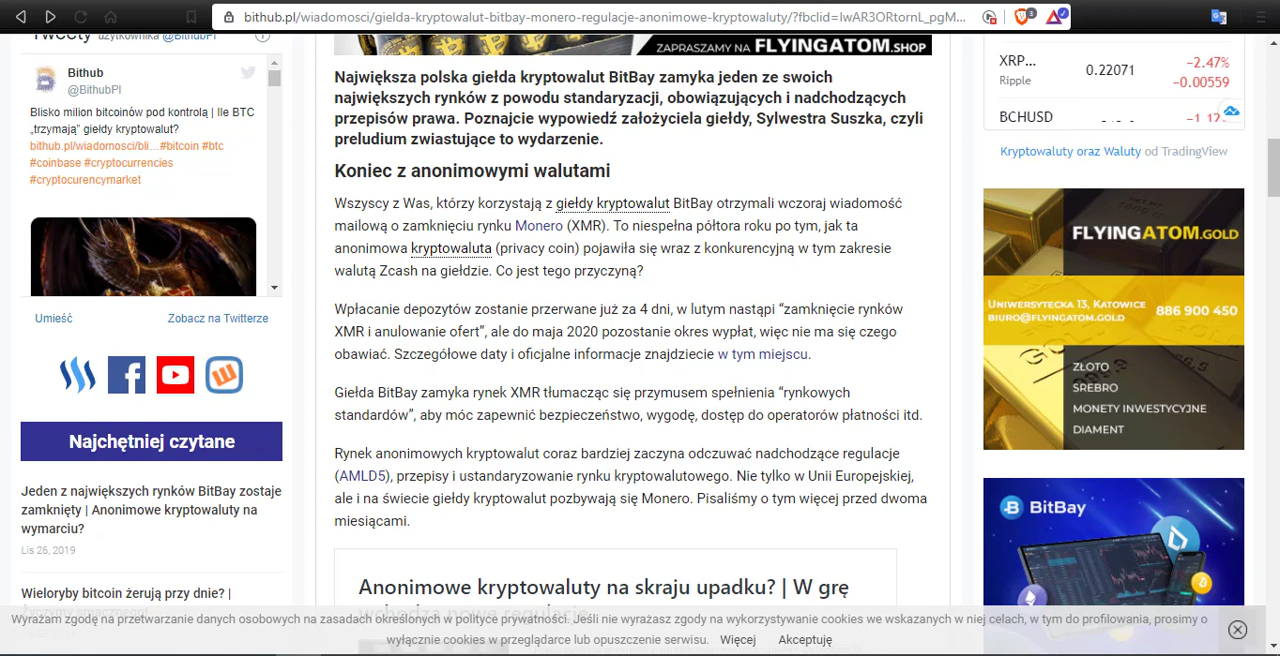 bithub.pl/wiadomosci/gielda-kryptowalut-bitbay-monero-regulacje-anonimowe-kryptowaluty/?fbclid=IwAR3ORtornL_pgM...
3
Tweety użytkownika @BithubPl
Bithub
@BithubPl
Blisko milion bitcoinów pod kontrolą | Ile BTC
„trzymają” giełdy kryptowalut?
bithub.pl/wiadomosci/bli...#bitcoin #btc
#coinbase #cryptocurrencies
#cryptocurencymarket
Umieść
Zobacz na Twitterze
Najchętniej czytane
Jeden z największych rynków BitBay zostaje
zamknięty | Anonimowe kryptowaluty na
wymarciu?
Lis 26, 2019
Wieloryby bitcoin żerują przy dnie? |
Życzymy smacznego!
ZAPRASZAMY NA FLYINGATOM.SHOP
Największa polska giełda kryptowalut BitBay zamyka jeden ze swoich
największych rynków z powodu standaryzacji, obowiązujących i nadchodzących
przepisów prawa. Poznajcie wypowiedź założyciela giełdy, Sylwestra Suszka, czyli
preludium zwiastujące to wydarzenie.
Koniec z anonimowymi walutami
Wszyscy z Was, którzy korzystają z giełdy kryptowalut BitBay otrzymali wczoraj wiadomość
mailową o zamknięciu rynku Monero (XMR). To niespełna półtora roku po tym, jak ta
anonimowa kryptowaluta (privacy coin) pojawiła się wraz z konkurencyjną w tym zakresie
walutą Zcash na giełdzie. Co jest tego przyczyną?
Wpłacanie depozytów zostanie przerwane już za 4 dni, w lutym nastąpi “zamknięcie rynków
XMR i anulowanie ofert”, ale do maja 2020 pozostanie okres wypłat, więc nie ma się czego
obawiać. Szczegółowe daty i oficjalne informacje znajdziecie w tym miejscu.
Giełda BitBay zamyka rynek XMR tłumacząc się przymusem spełnienia “rynkowych
standardów”, aby móc zapewnić bezpieczeństwo, wygodę, dostęp do operatorów płatności itd.
Rynek anonimowych kryptowalut coraz bardziej zaczyna odczuwać nadchodzące regulacje
(AMLD5), przepisy i ustandaryzowanie rynku kryptowalutowego. Nie tylko w Unii Europejskiej,
ale i na świecie giełdy kryptowalut pozbywają się Monero. Pisaliśmy o tym więcej przed dwoma
miesiącami.
Anonimowe kryptowaluty na skraju upadku? | W grę
wchodzą nowe regulacje
XRP...
Ripple
0.22071
−2.47%
−0.00559
BCHUSD
Kryptowaluty oraz Waluty od TradingView
FLYINGATOM.GOLD
UNIWERSYTECKA 13, KATOWICE
BIURO@FLYINGATOM.GOLD
886 900 450
ZŁOTO
SREBRO
MONETY INWESTYCYJNE
DIAMENT
BitBay
Wyrażam zgodę na przetwarzanie danych osobowych na zasadach określonych w polityce prywatności. Jeśli nie wyrażasz zgody na wykorzystywanie cookies we wskazanych w niej celach, w tym do profilowania, prosimy o
wyłącznie cookies w przeglądarce lub opuszczenie serwisu. Więcej Akceptuję